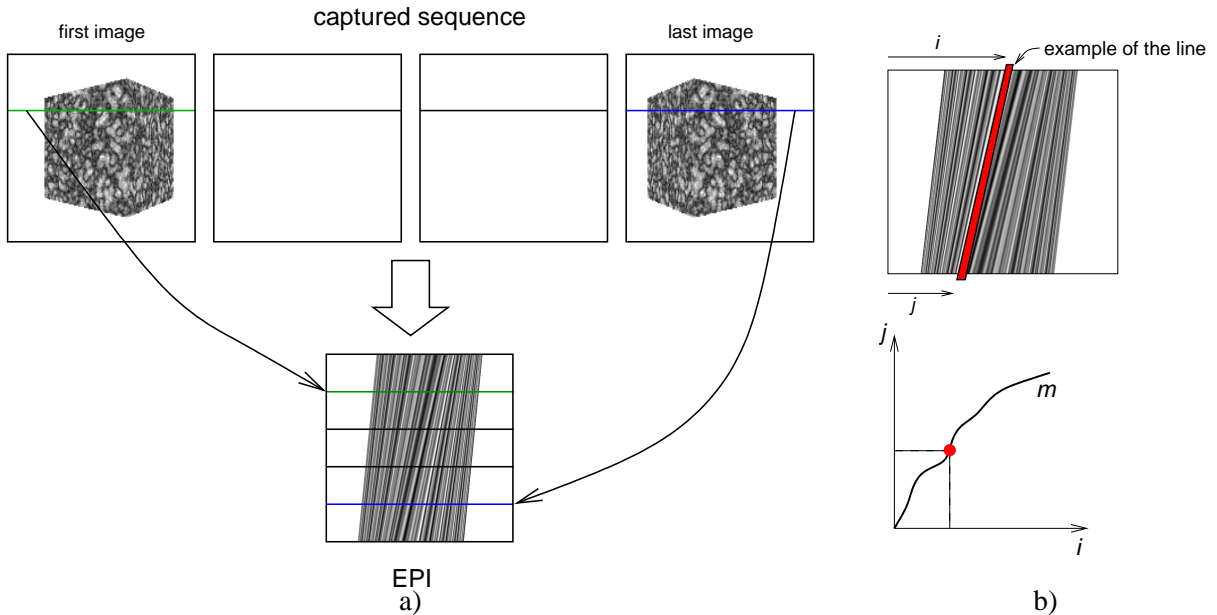 captured sequence
first image
last image
EPI
a)
i
example of the line
j
j
m
i
b)